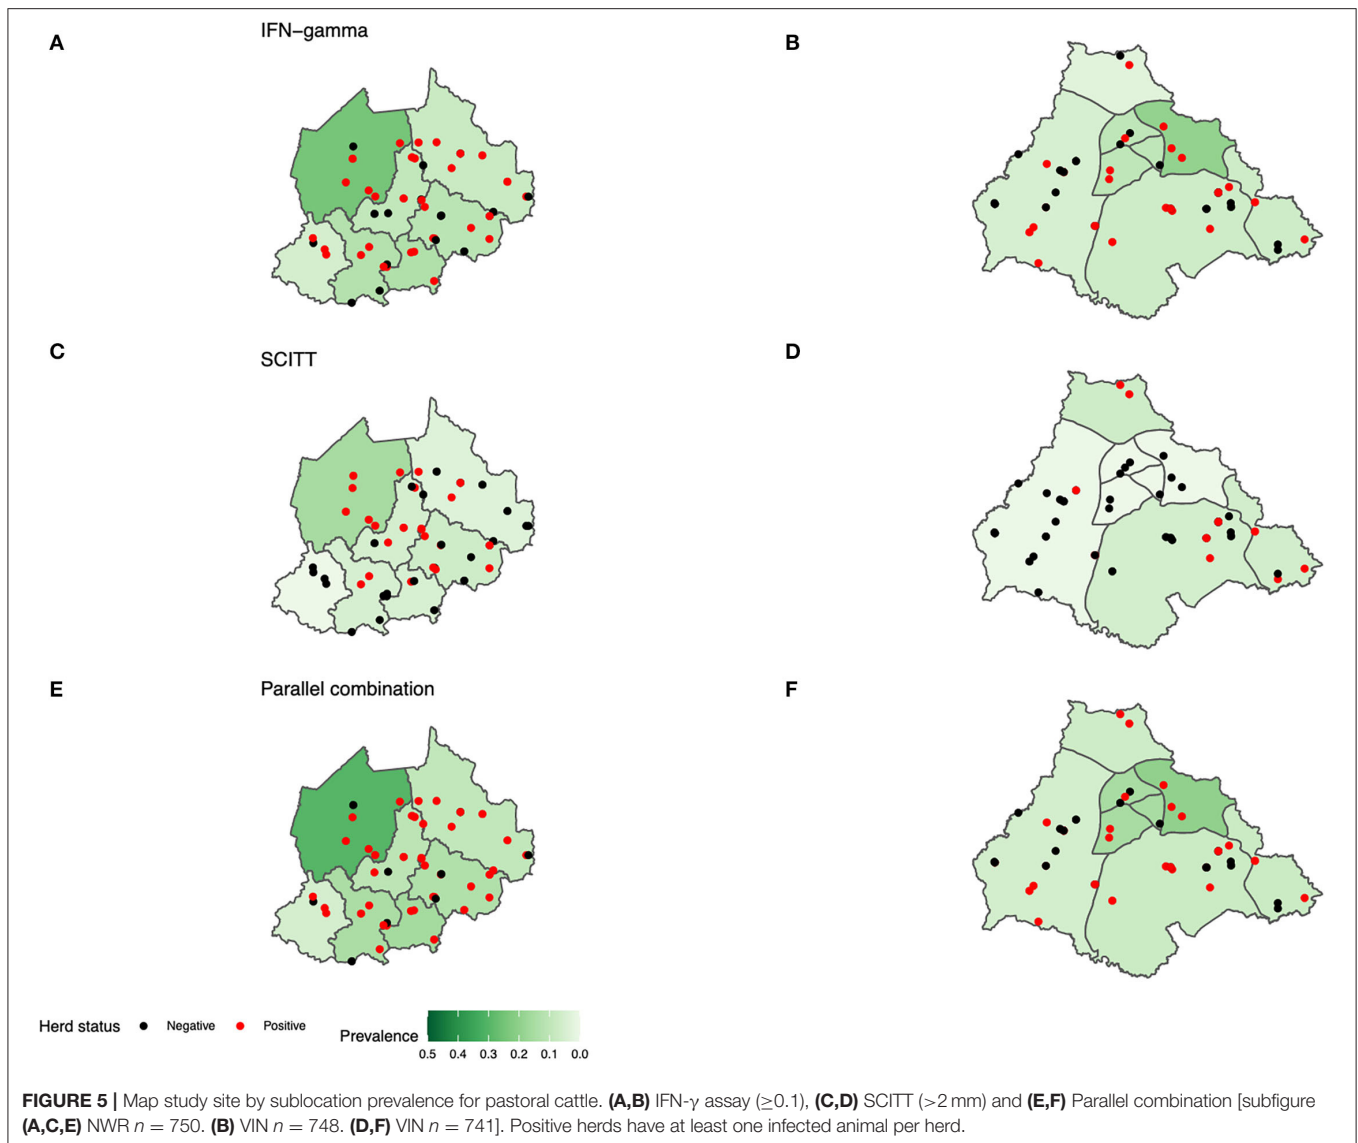 A
IFN−gamma
B
C
SCITT
D
E
Parallel combination
F
Herd status
Negative
Positive
Prevalence
0.5 0.4 0.3 0.2 0.1 0.0
FIGURE 5 | Map study site by sublocation prevalence for pastoral cattle. (A,B) IFN-γ assay (≥0.1), (C,D) SCITT (>2 mm) and (E,F) Parallel combination [subfigure
(A,C,E) NWR n = 750. (B) VIN n = 748. (D,F) VIN n = 741]. Positive herds have at least one infected animal per herd.